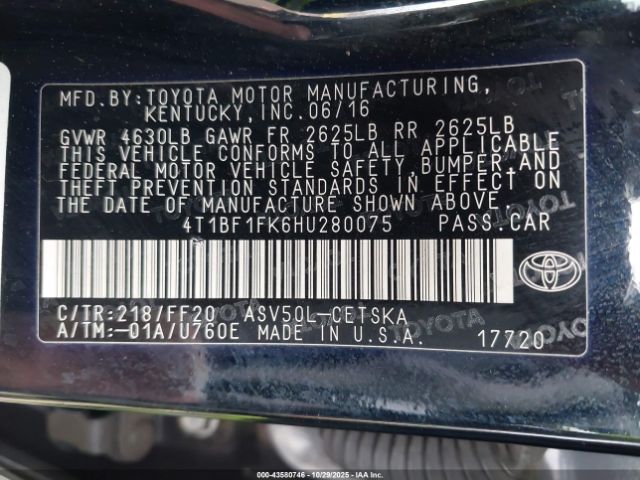 MFD.BY:TOYOTA MOTOR MANUFACTURING,
KENTUCKY,INC.06/16
GVWR 4630LB GAWR FR 2625LB RR 2625LB
THIS VEHICLE CONFORMS TO ALL APPLICABLE
FEDERAL MOTOR VEHICLE SAFETY,BUMPER,AND
THEFT PREVENTION STANDARDS IN EFFECT ON
THE DATE OF MANUFACTURE SHOWN ABOVE.
4T1BF1FK6HU280075 PASS.CAR
C/TR:218/FF20 ASV50L-CETSKA
A/TM:-01A/U760E MADE IN U.S.A. 17720
TOYOTA
000-43580746 - 10/29/2025 - IAAI.COM